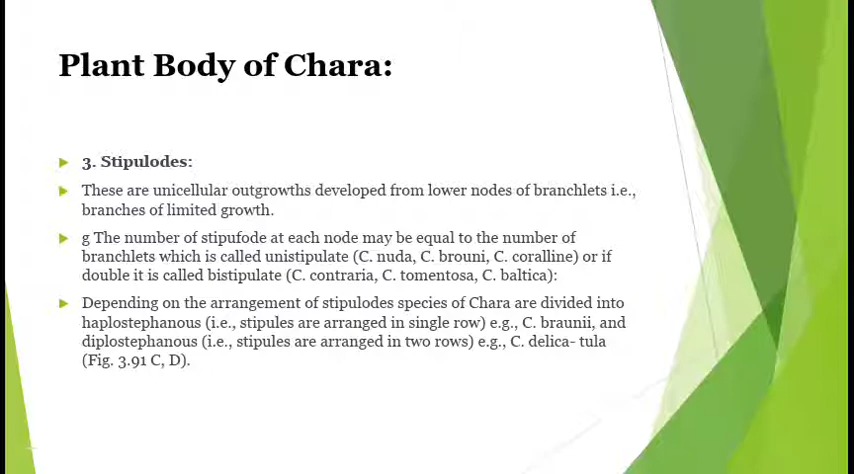 Plant Body of Chara:
3. Stipulodes:
These are unicellular outgrowths developed from lower nodes of branchlets i.e.,
branches of limited growth.
g The number of stipufode at each node may be equal to the number of
branchlets which is called unistipulate (C. nuda, C. brouni, C. coralline) or if
double it is called bistipulate (C. contraria, C. tomentosa, C. baltica):
Depending on the arrangement of stipulodes species of Chara are divided into
haplostephanous (i.e., stipules are arranged in single row) e.g., C. braunii, and
diplostephanous (i.e., stipules are arranged in two rows) e.g., C. delica- tula
(Fig. 3.91 C, D).